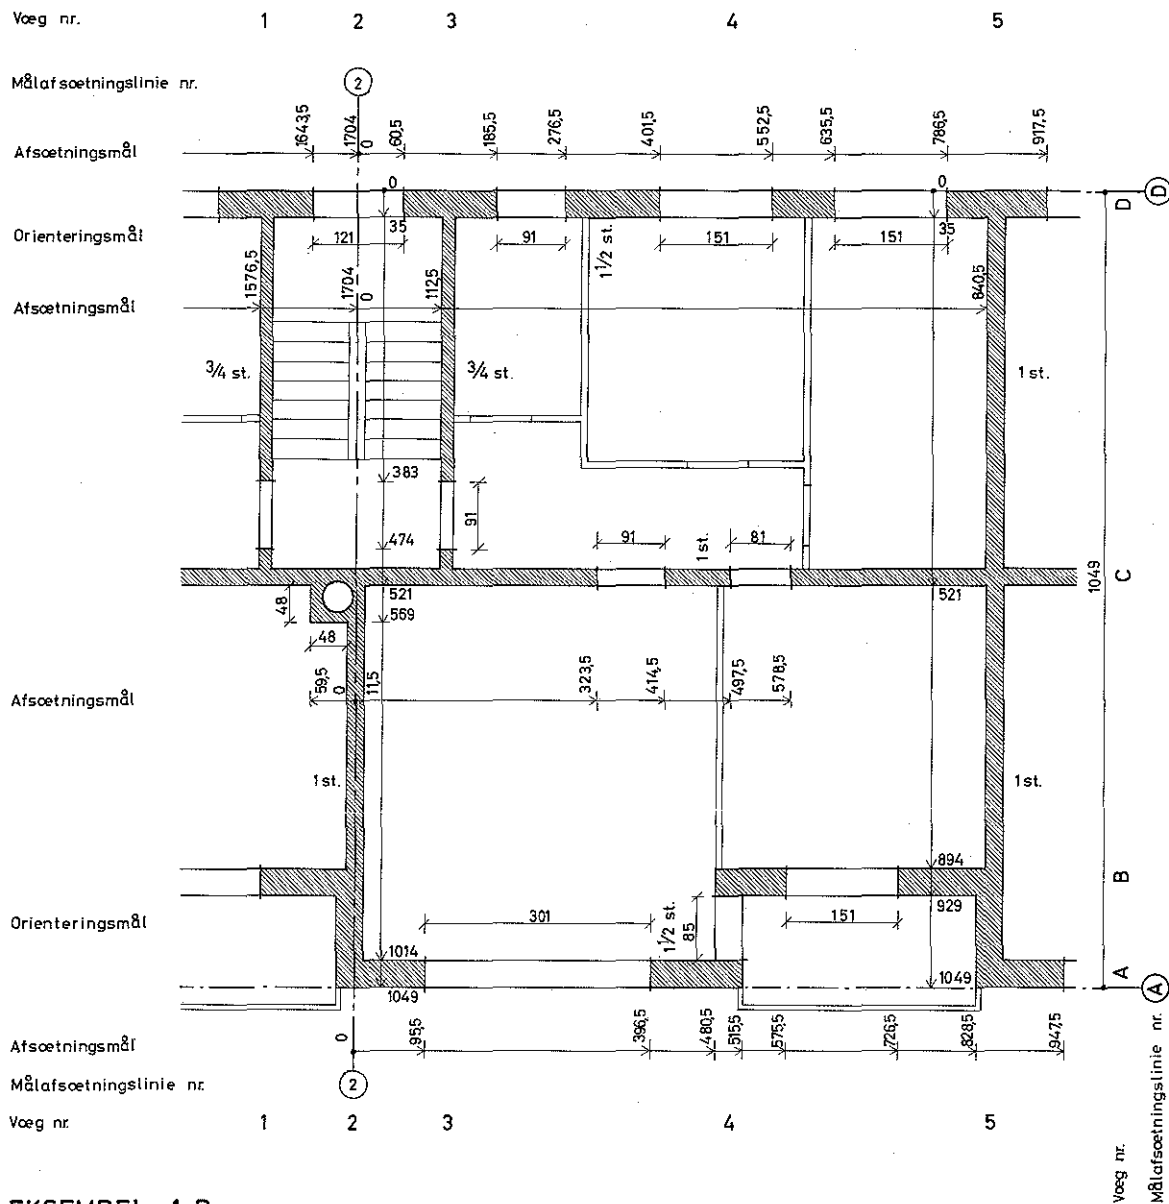 Væg nr. 1 2 3 4 5
Målafsætningslinie nr. 2
Afsætningsmål 1643,5 1704 0 60,5 185,5 276,5 401,5 552,5 635,5 786,5 917,5
0 0 D D
Orienteringsmål 121 35 91 1 1/2 st. 151 151 35
Afsætningsmål 1576,5 1704 0 112,5 840,5
3/4 st. 3/4 st. 1 st.
383
91
474 91 1 st. 81
C
1049
48 521 521
569
48
Afsætningsmål 59,5 0 11,5 323,5 414,5 497,5 578,5
1 st. 1 st.
894
B
929
Orienteringsmål 301 1 1/2 st. 85 151
1014
A
1049 1049 A
Afsætningsmål 0 95,5 396,5 480,5 515,5 575,5 726,5 828,5 947,5
Målafsætningslinie nr. 2
Væg nr. 1 2 3 4 5
Væg nr.
Målafsætningslinie nr.